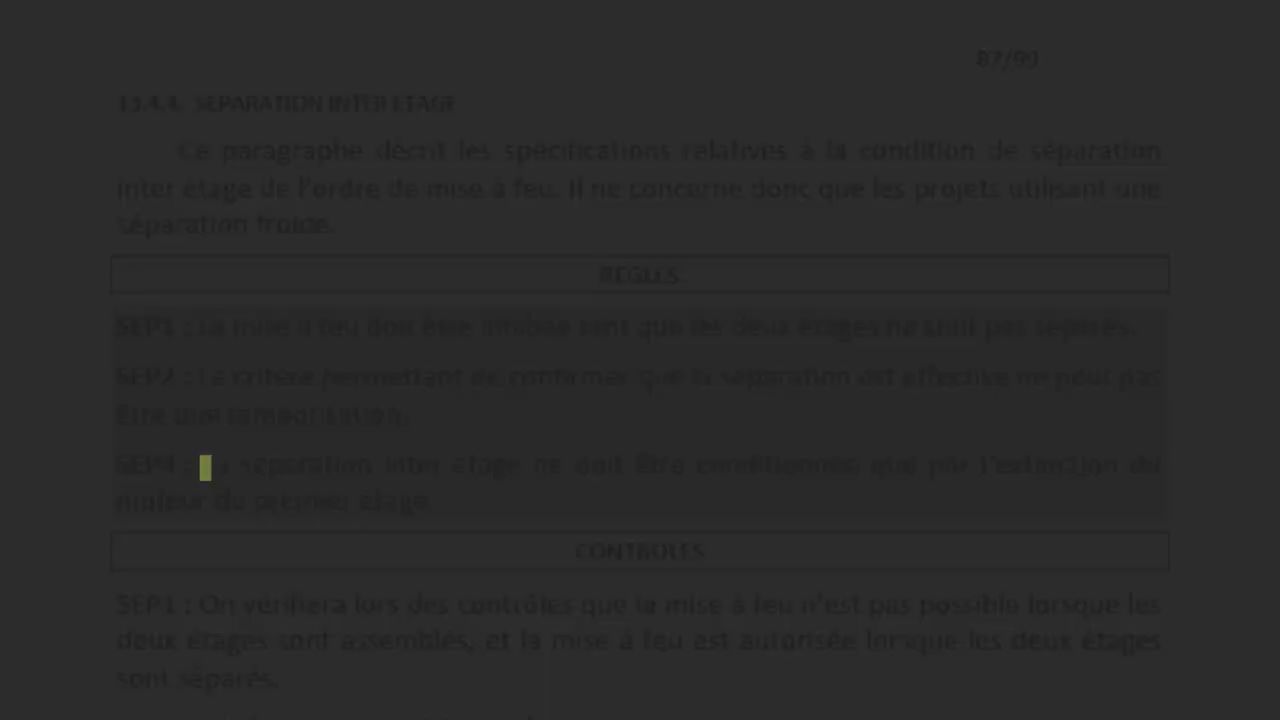 87/99
13.4.4. SEPARATION INTER ETAGE
Ce paragraphe décrit les spécifications relatives à la condition de séparation
inter étage de l'ordre de mise à feu. Il ne concerne donc que les projets utilisant une
séparation froide.
REGLES
SEP1 : La mise à feu doit être inhibée tant que les deux étages ne sont pas séparés.
SEP2 : Le critère permettant de confirmer que la séparation est effective ne peut pas
être une temporisation.
: La séparation inter étage ne doit être conditionnée que par l'extinction du
moteur du premier étage.
CONTROLES
SEP1 : On vérifiera lors des contrôles que la mise à feu n'est pas possible lorsque les
deux étages sont assemblés, et la mise à feu est autorisée lorsque les deux étages
sont séparés.